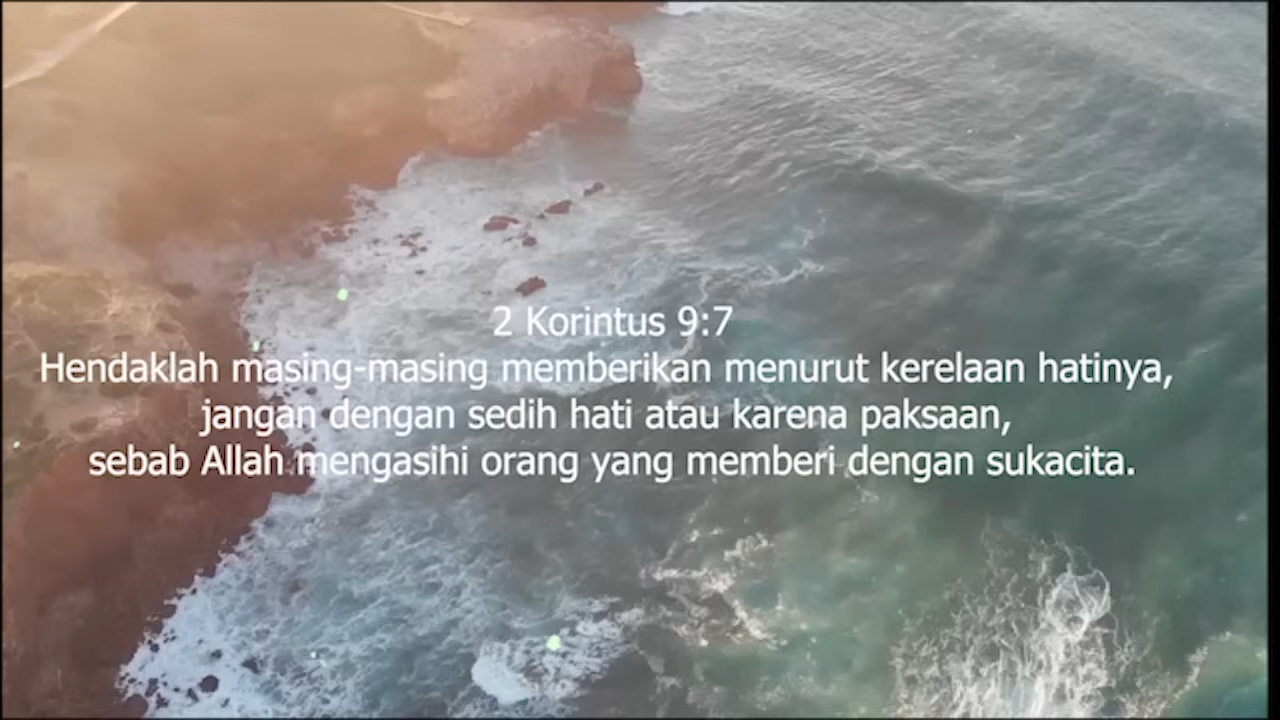 2 Korintus 9:7
Hendaklah masing-masing memberikan menurut kerelaan hatinya,
jangan dengan sedih hati atau karena paksaan,
sebab Allah mengasihi orang yang memberi dengan sukacita.